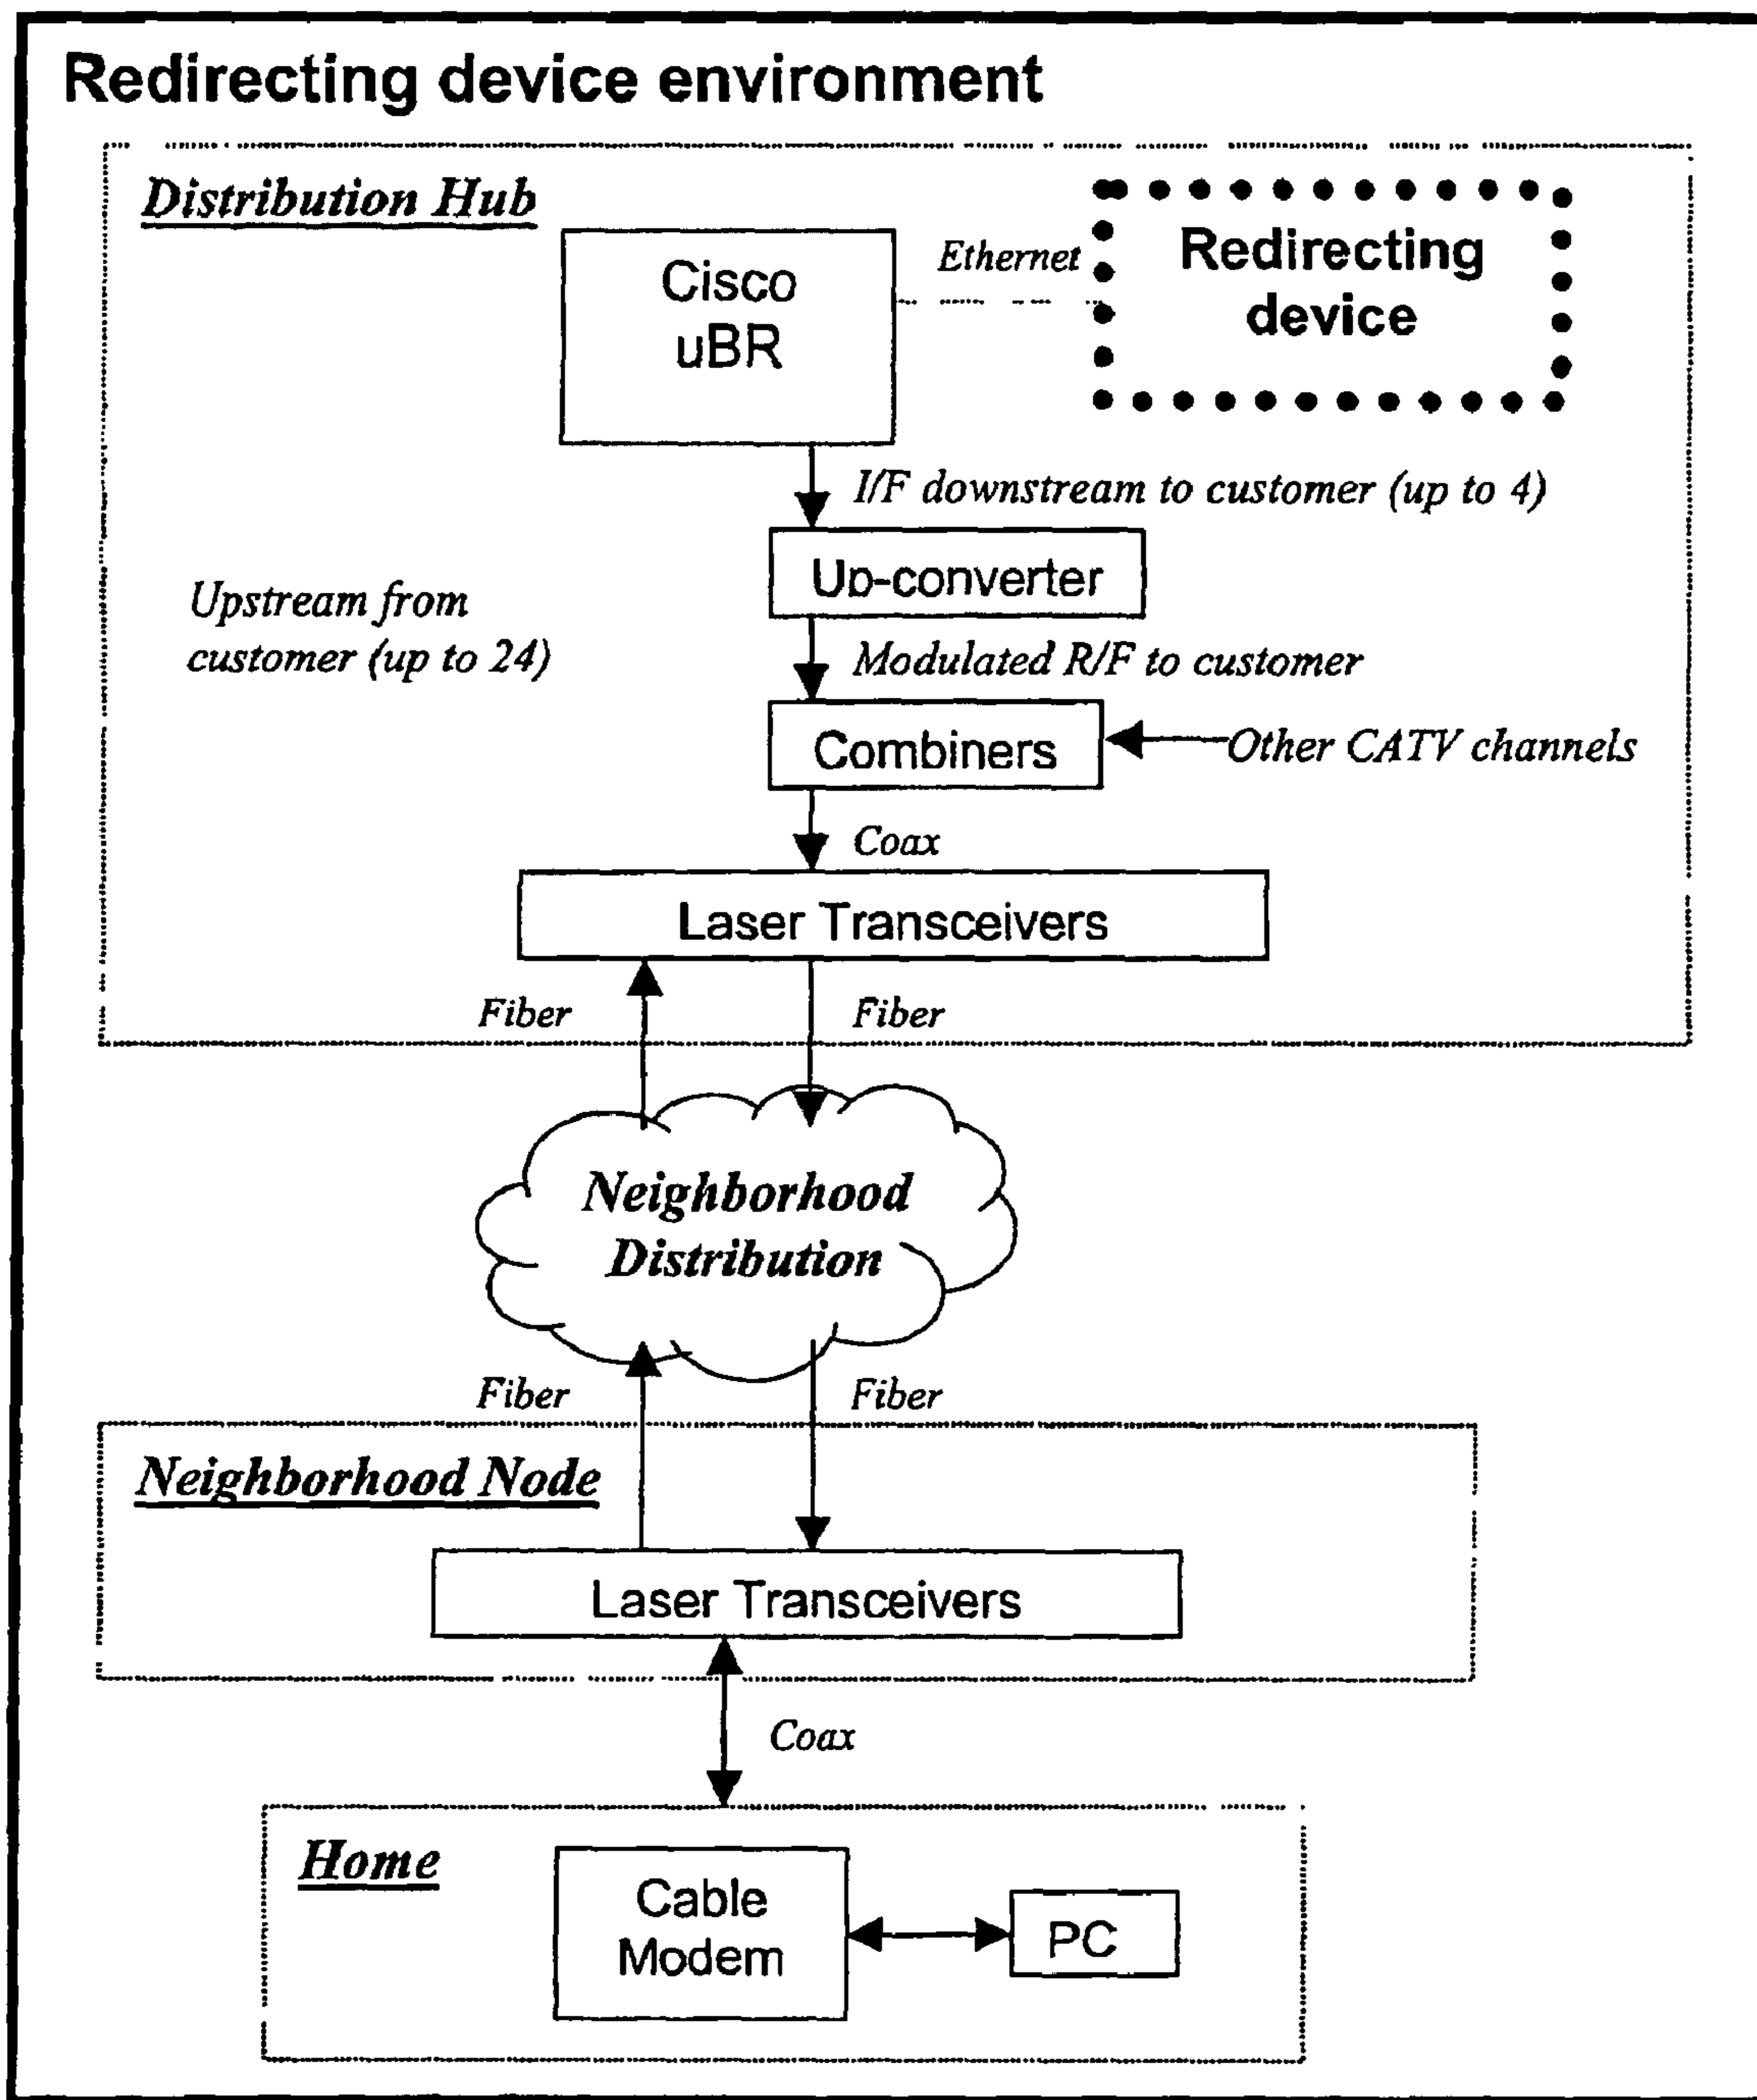 Redirecting device environment
Distribution Hub
Cisco
uBR
Ethernet
Redirecting
device
I/F downstream to customer (up to 4)
Up-converter
Upstream from
customer (up to 24)
Modulated R/F to customer
Combiners
Other CATV channels
Coax
Laser Transceivers
Fiber
Fiber
Neighborhood
Distribution
Fiber
Fiber
Neighborhood Node
Laser Transceivers
Coax
Home
Cable
Modem
PC